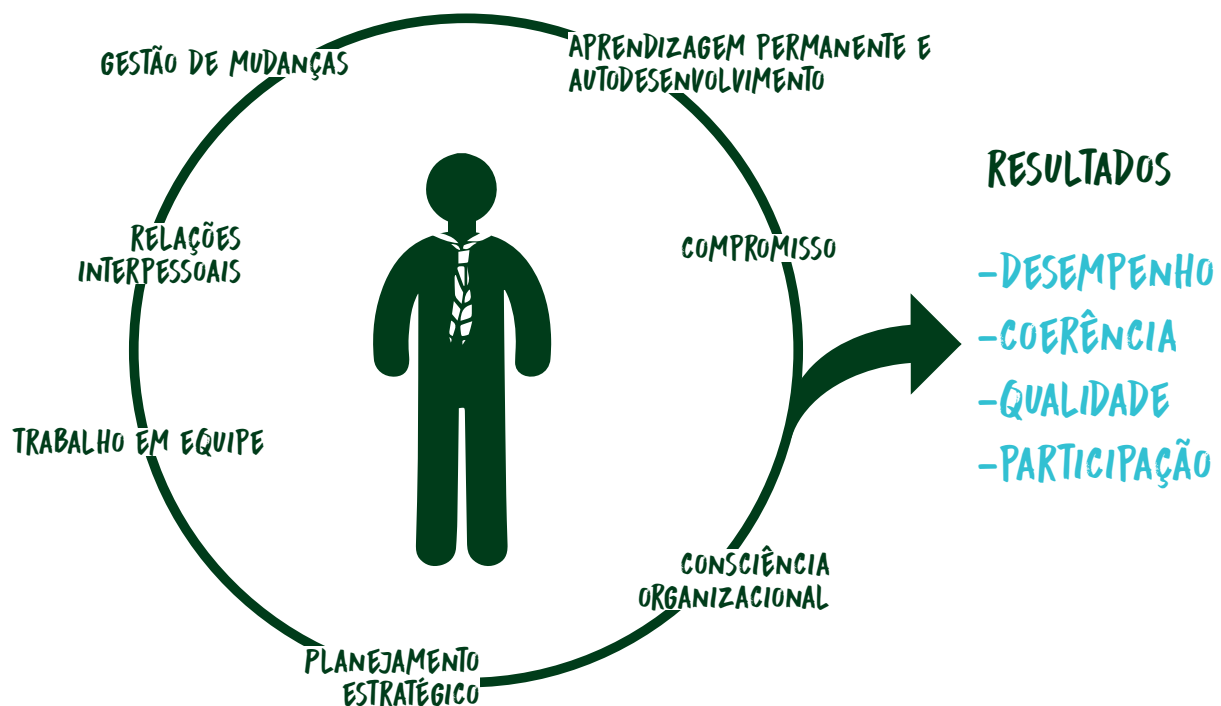 GESTÃO DE MUDANÇAS
APRENDIZAGEM PERMANENTE E
AUTODESENVOLVIMENTO
RELAÇÕES
INTERPESSOAIS
COMPROMISSO
TRABALHO EM EQUIPE
CONSCIÊNCIA
ORGANIZACIONAL
PLANEJAMENTO
ESTRATÉGICO
RESULTADOS
-DESEMPENHO
-COERÊNCIA
-QUALIDADE
-PARTICIPAÇÃO